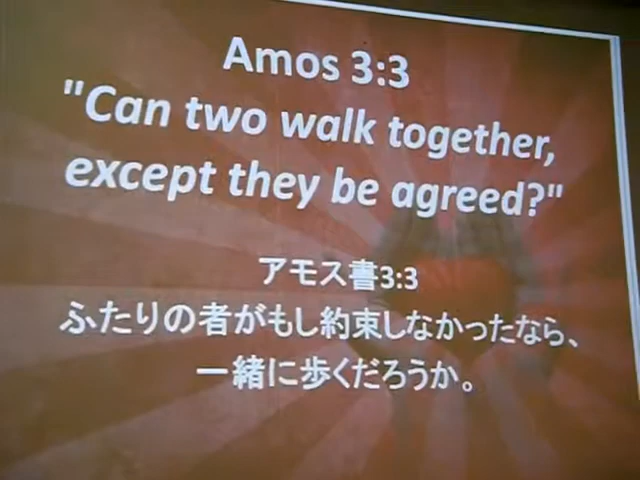 Amos 3:3
"Can two walk together,
except they be agreed?"
アモス書3:3
ふたりの者がもし約束しなかったなら、
一緒に歩くだろうか。